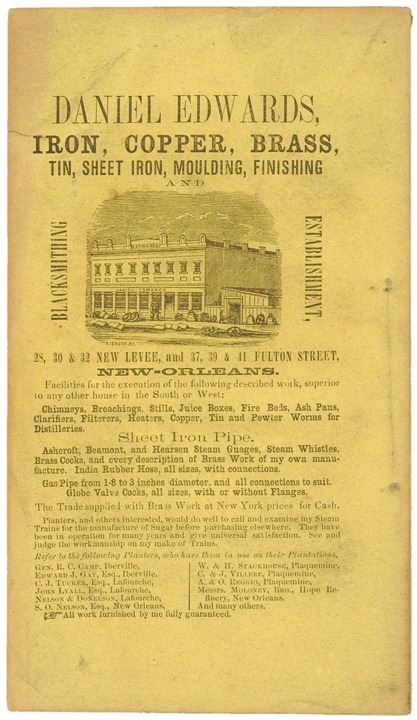 DANIEL EDWARDS,
IRON, COPPER, BRASS,
TIN, SHEET IRON, MOULDING, FINISHING
AND
BLACKSMITHING
ESTABLISHMENT,
28, 30 & 32 NEW LEVEE, and 37, 39 & 41 FULTON STREET,
NEW-ORLEANS.
Facilities for the execution of the following described work, superior
to any other house in the South or West:
Chimneys, Breachings, Stills, Juice Boxes, Fire Beds, Ash Pans,
Clarifiers, Filterers, Heaters, Copper, Tin and Pewter Worms for
Distilleries.
Sheet Iron Pipe.
Ashcroft, Beamont, and Hearsen Steam Guages, Steam Whistles,
Brass Cocks, and every description of Brass Work of my own manu-
facture. India Rubber Hose, all sizes, with connections.
Gas Pipe from 1-8 to 3 inches diameter, and all connections to suit.
Globe Valve Cocks, all sizes, with or without Flanges.
The Trade supplied with Brass Work at New York prices for Cash.
Planters, and others interested, would do well to call and examine my Steam
Trains for the manufacture of Sugar before purchasing elsewhere. They have
been in operation for many years and give universal satisfaction. See and
judge the workmanship on my make of Trains.
Refer to the following Planters, who have them in use on their Plantations,
GEN. R. C. CAMP, Iberville,
EDWARD J. GAY, Esq., Iberville,
C. J. TUCKER, Esq., Lafourche,
JOHN LYALL, Esq., Lafourche,
NELSON & DONELSON, Lafourche,
S. O. NELSON, Esq., New Orleans,
W. & H. STACKHOUSE, Plaquemine,
C. & J. VILLERE, Plaquemine,
A. & O. REGGIO, Plaquemine,
Messrs. MOLONEY, BRO., Hope Re-
finery, New Orleans,
And many others.
☞ All work furnished by me fully guaranteed.